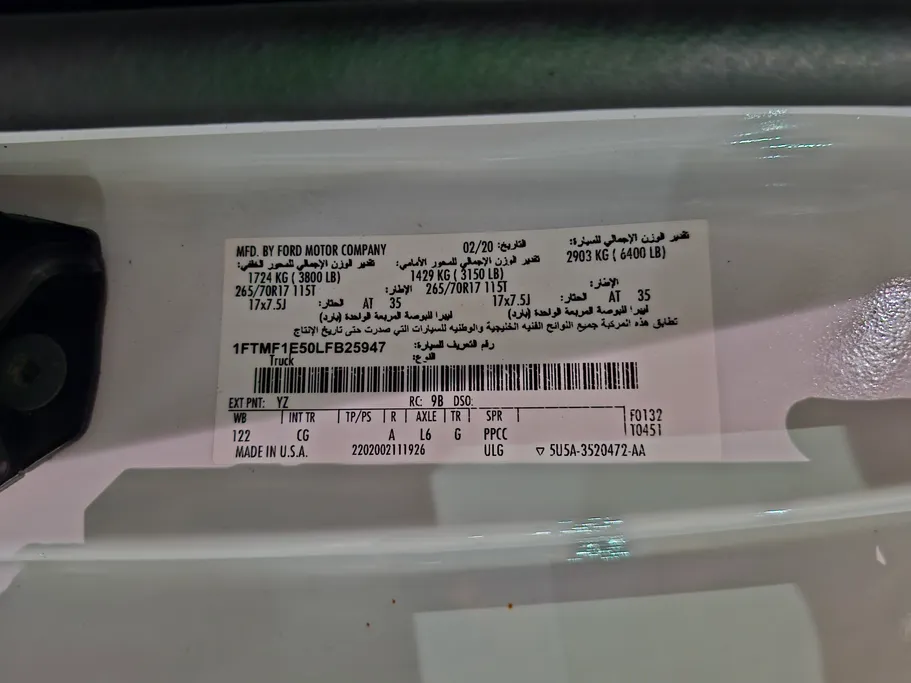 MFD. BY FORD MOTOR COMPANY 02/20 :التاريخ تقدير الوزن الإجمالي للسيارة:
2903 KG ( 6400 LB)
تقدير الوزن الإجمالي للمحور الخلفي: تقدير الوزن الإجمالي للمحور الأمامي:
1724 KG ( 3800 LB) 1429 KG ( 3150 LB)
265/70R17 115T الإطار: 265/70R17 115T الإطار:
17x7.5J الحتار: AT 35 17x7.5J الحتار: AT 35
ليبرا للبوصة المربعة الواحدة (بارد) ليبرا للبوصة المربعة الواحدة (بارد)
تطابق هذه المركبة جميع اللوائح الفنيه الخليجية والوطنيه للسيارات التي صدرت حتى تاريخ الإنتاج
1FTMF1E50LFB25947 رقم التعريف للسيارة:
Truck النوع:
EXT PNT: YZ RC: 9B DSO:
WB INT TR TP/PS R AXLE TR SPR F0132
122 CG A L6 G PPCC T0451
MADE IN U.S.A. 2202002111926 ULG ▽ 5U5A-3520472-AA